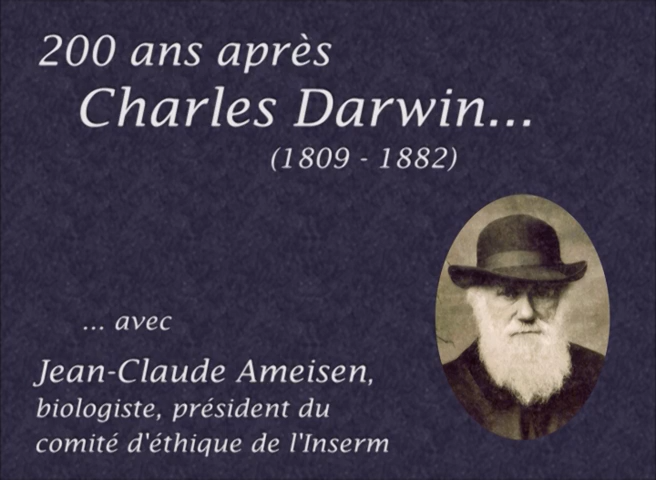 200 ans après
Charles Darwin...
(1809 - 1882)
... avec
Jean-Claude Ameisen,
biologiste, président du
comité d'éthique de l'Inserm